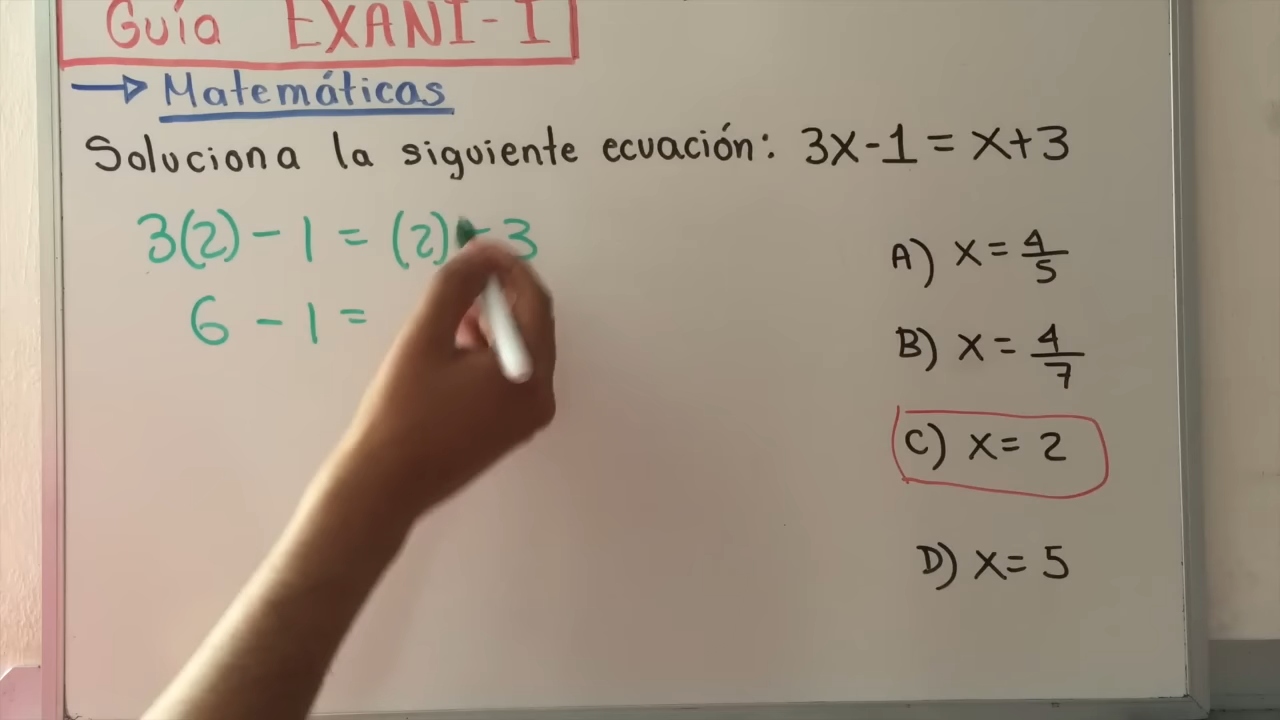 Guía EXANI-I
→ Matemáticas
Soluciona la siguiente ecuación: 3x-1=x+3
3(2)-1=(2)+3
6-1=
A) x=4/5
B) x=4/7
C) x=2
D) x=5